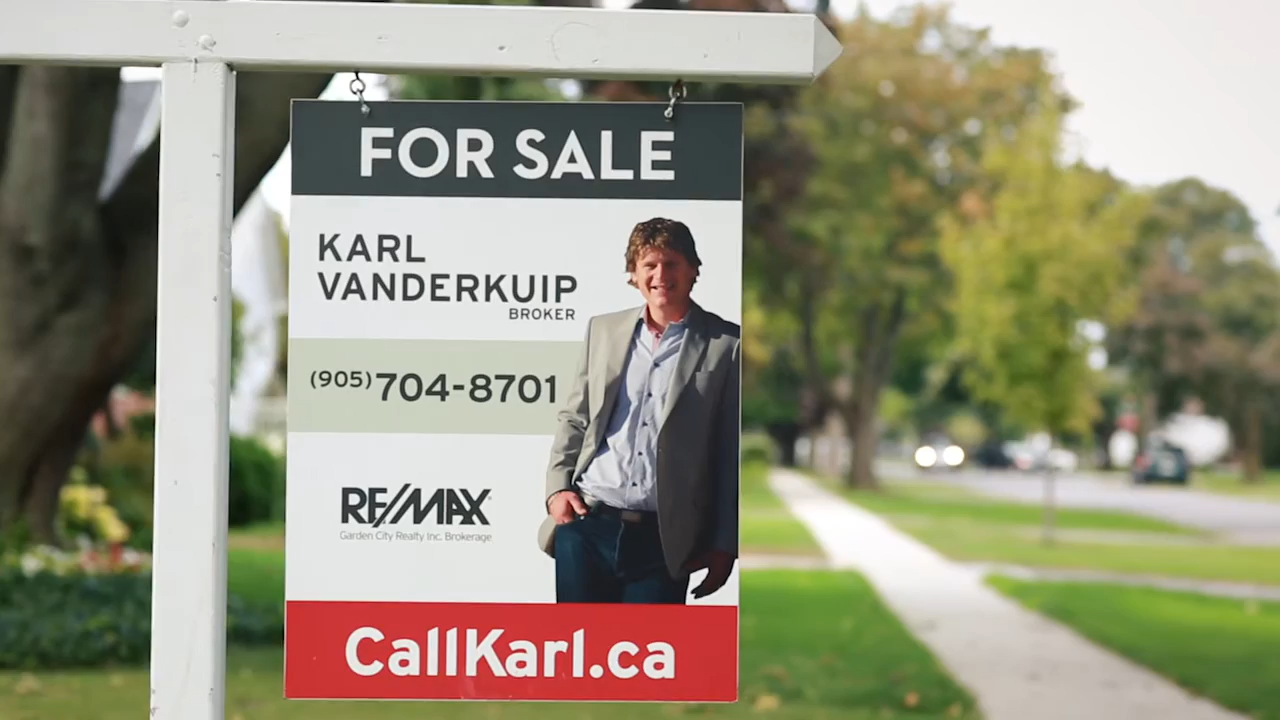 FOR SALE
KARL
VANDERKUIP
BROKER
(905)704-8701
RE/MAX
Garden City Realty Inc. Brokerage
CallKarl.ca